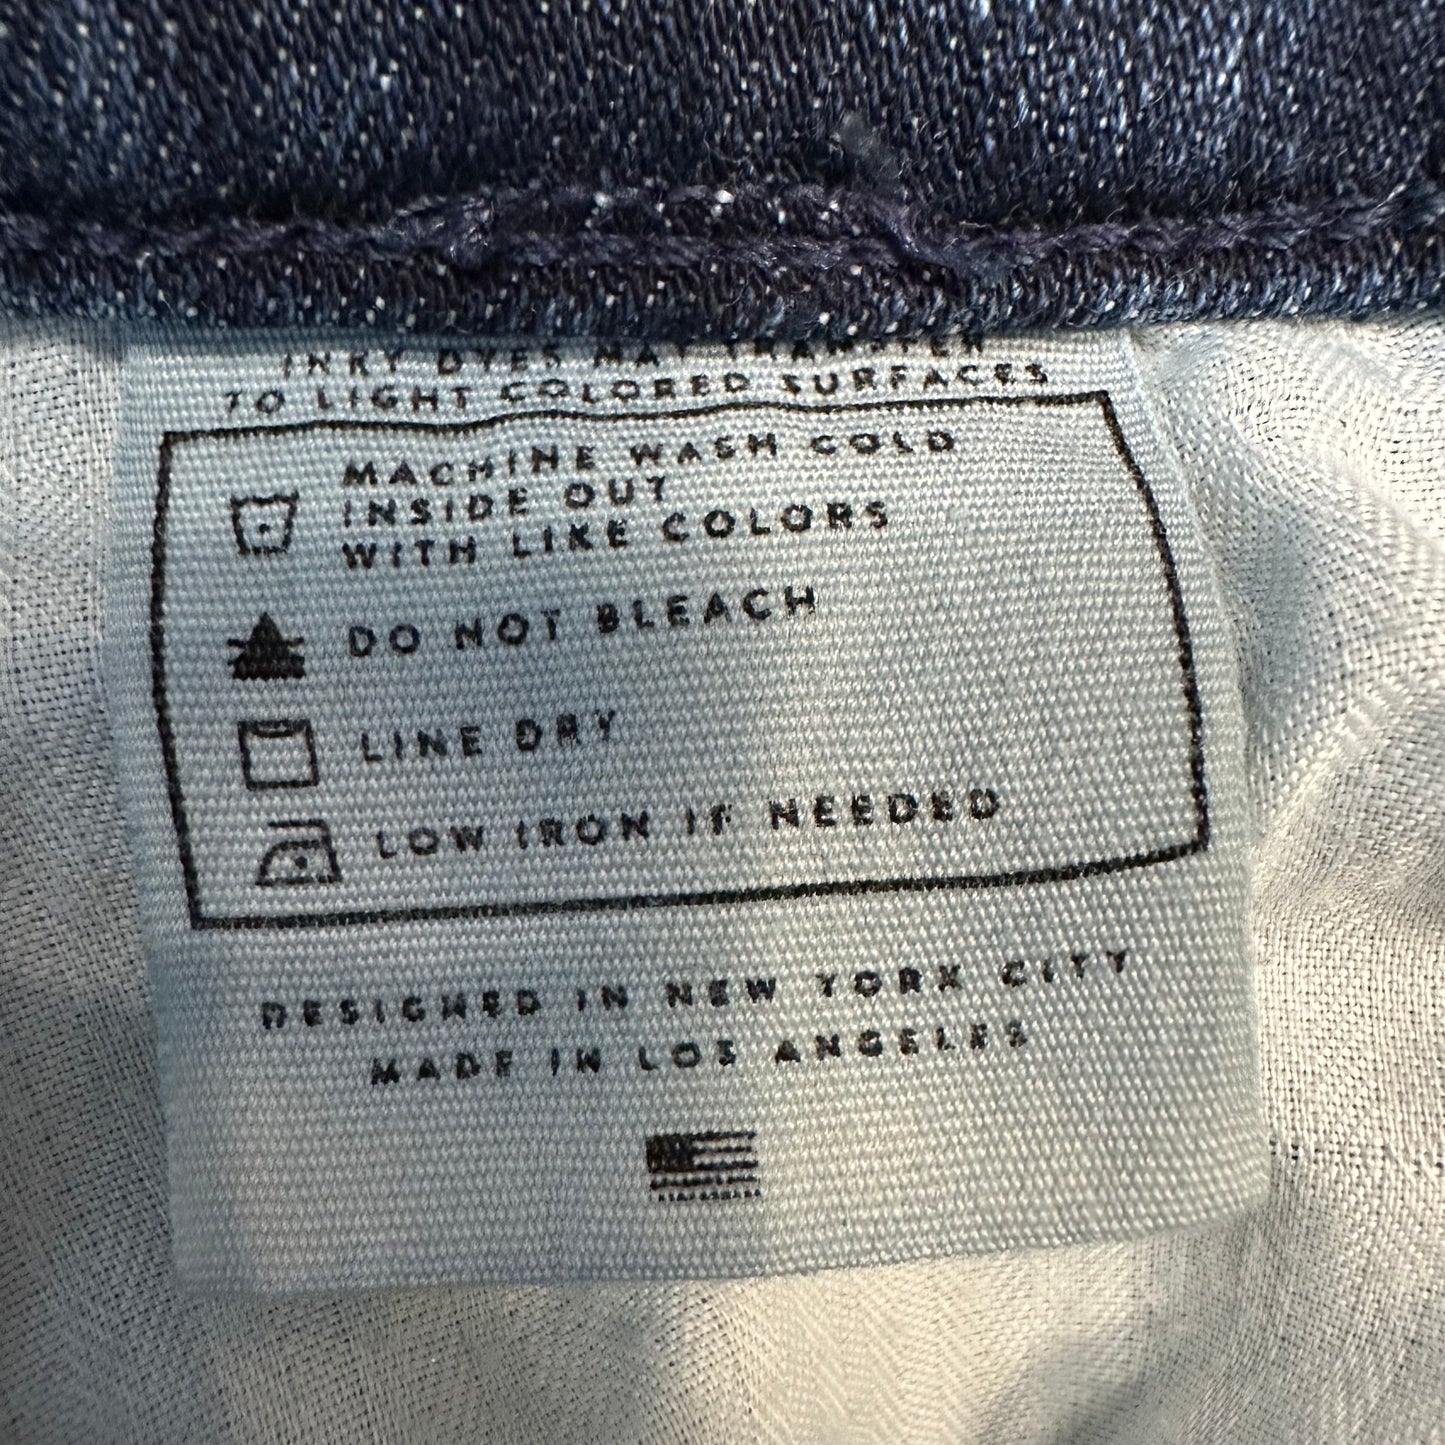 INKY DYES MAY TRANSFER
TO LIGHT COLORED SURFACES
MACHINE WASH COLD
INSIDE OUT
WITH LIKE COLORS
DO NOT BLEACH
LINE DRY
LOW IRON IF NEEDED
DESIGNED IN NEW YORK CITY
MADE IN LOS ANGELES